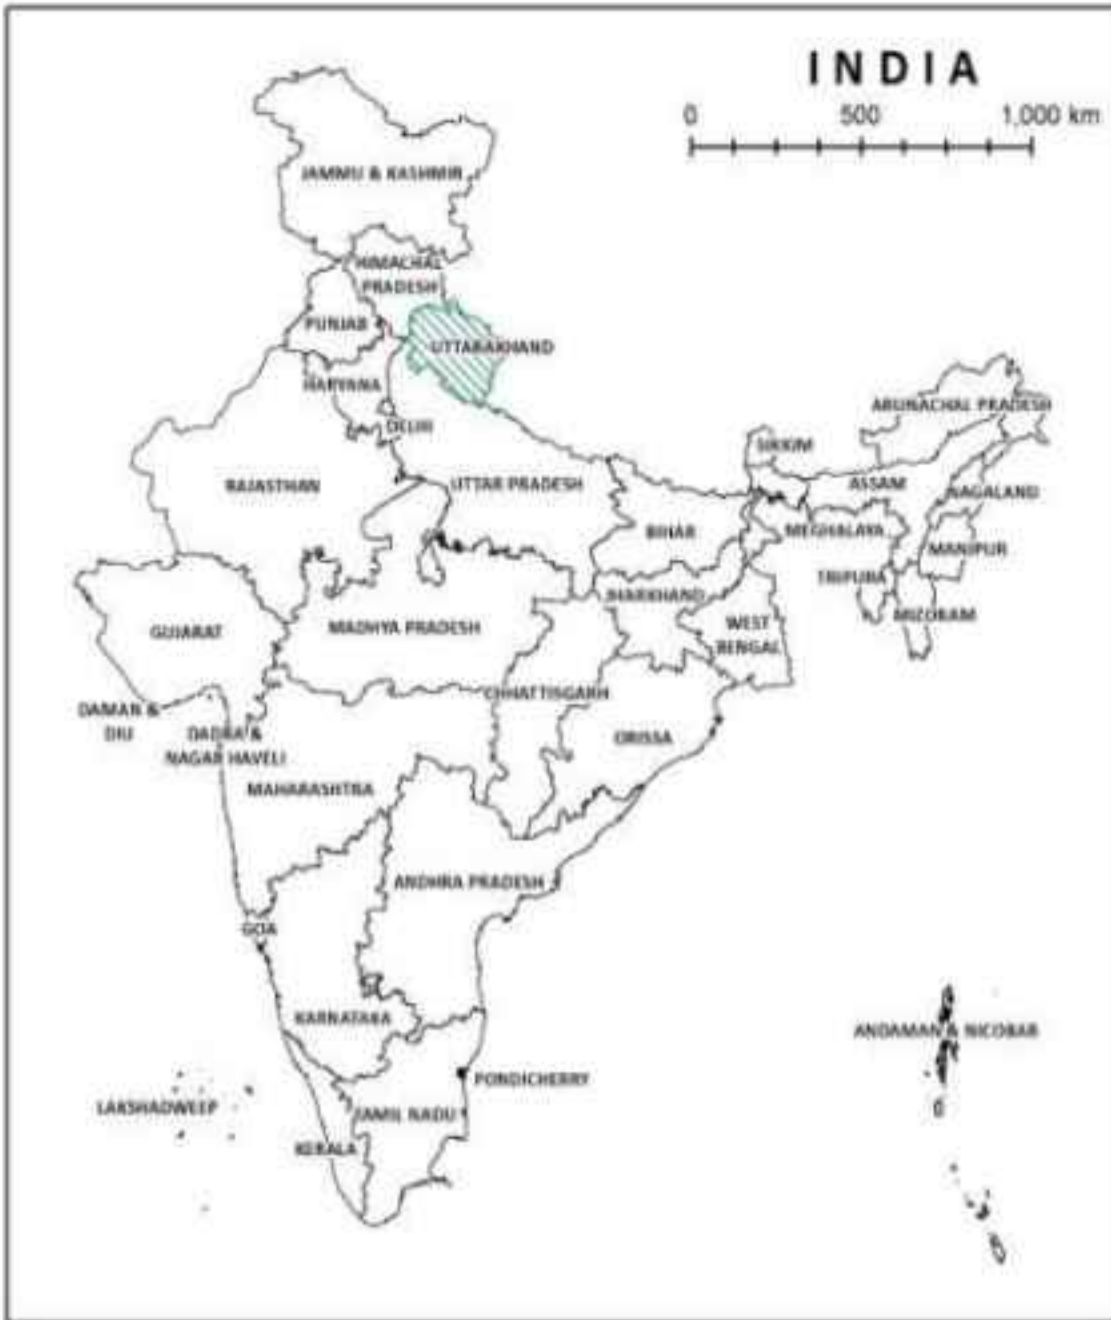 INDIA
0 500 1,000 km
JAMMU & KASHMIR
HIMACHAL
PRADESH
PUNJAB
UTTARAKHAND
HARYANA
DELHI
ARUNACHAL PRADESH
SIKKIM
RAJASTHAN
UTTAR PRADESH
ASSAM
NAGALAND
BIHAR
MEGHALAYA
MANIPUR
TRIPURA
JHARKHAND
MIZORAM
GUJARAT
MADHYA PRADESH
WEST
BENGAL
CHHATTISGARH
DAMAN &
DIU
DADRA &
NAGAR HAVELI
ORISSA
MAHARASHTRA
ANDHRA PRADESH
GOA
KARNATAKA
ANDAMAN & NICOBAR
PONDICHERRY
LAKSHADWEEP
TAMIL NADU
KERALA